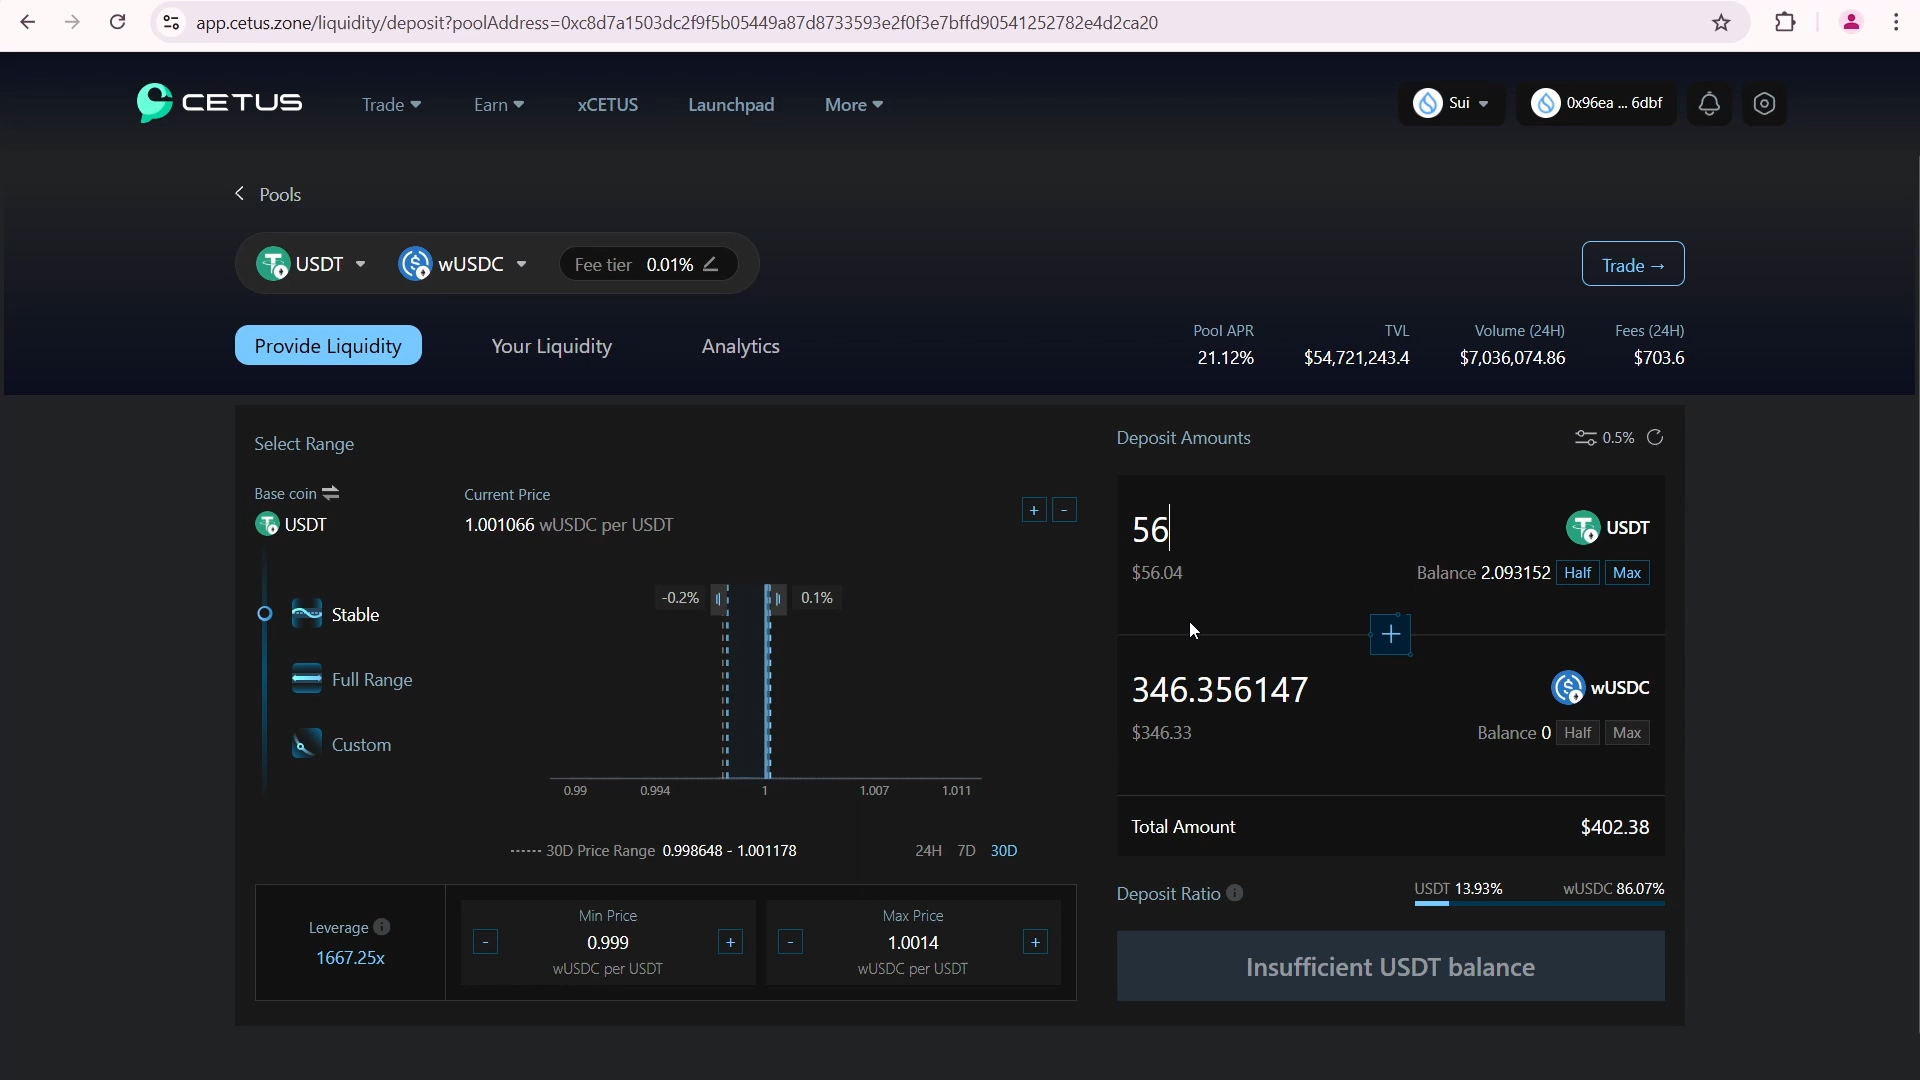 app.cetus.zone/liquidity/deposit?poolAddress=0xc8d7a1503dc2f9f5b05449a87d8733593e2f0f3e7bffd90541252782e4d2ca20
CETUS Trade Earn xCETUS Launchpad More Sui 0x96ea ... 6dbf
Pools
USDT wUSDC Fee tier 0.01% Trade →
Provide Liquidity Your Liquidity Analytics
Pool APR TVL Volume (24H) Fees (24H)
21.12% $54,721,243.4 $7,036,074.86 $703.6
Select Range
Base coin Current Price
USDT 1.001066 wUSDC per USDT + -
Stable
Full Range
Custom
-0.2% 0.1%
0.99 0.994 1 1.007 1.011
30D Price Range 0.998648 - 1.001178 24H 7D 30D
Leverage
1667.25x
Min Price
- 0.999 +
wUSDC per USDT
Max Price
- 1.0014 +
wUSDC per USDT
Deposit Amounts 0.5%
56 USDT
$56.04 Balance 2.093152 Half Max
+
346.356147 wUSDC
$346.33 Balance 0 Half Max
Total Amount $402.38
Deposit Ratio USDT 13.93% wUSDC 86.07%
Insufficient USDT balance